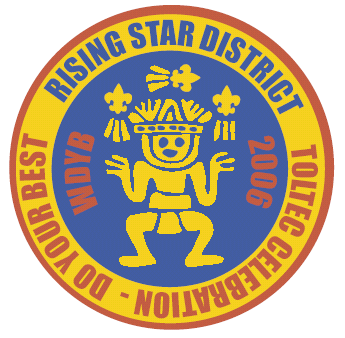 RISING STAR DISTRICT
TOLTEC CELEBRATION - DO YOUR BEST
WDYB
2006